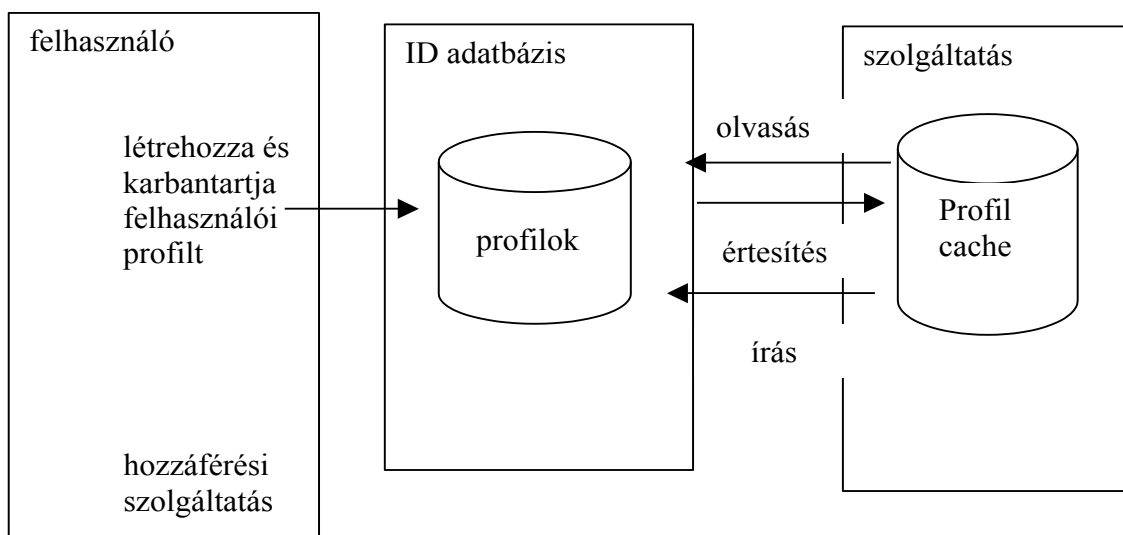 felhasználó
létrehozza és
karbantartja
felhasználói
profilt
hozzáférési
szolgáltatás
ID adatbázis
profilok
olvasás
értesítés
írás
szolgáltatás
Profil
cache